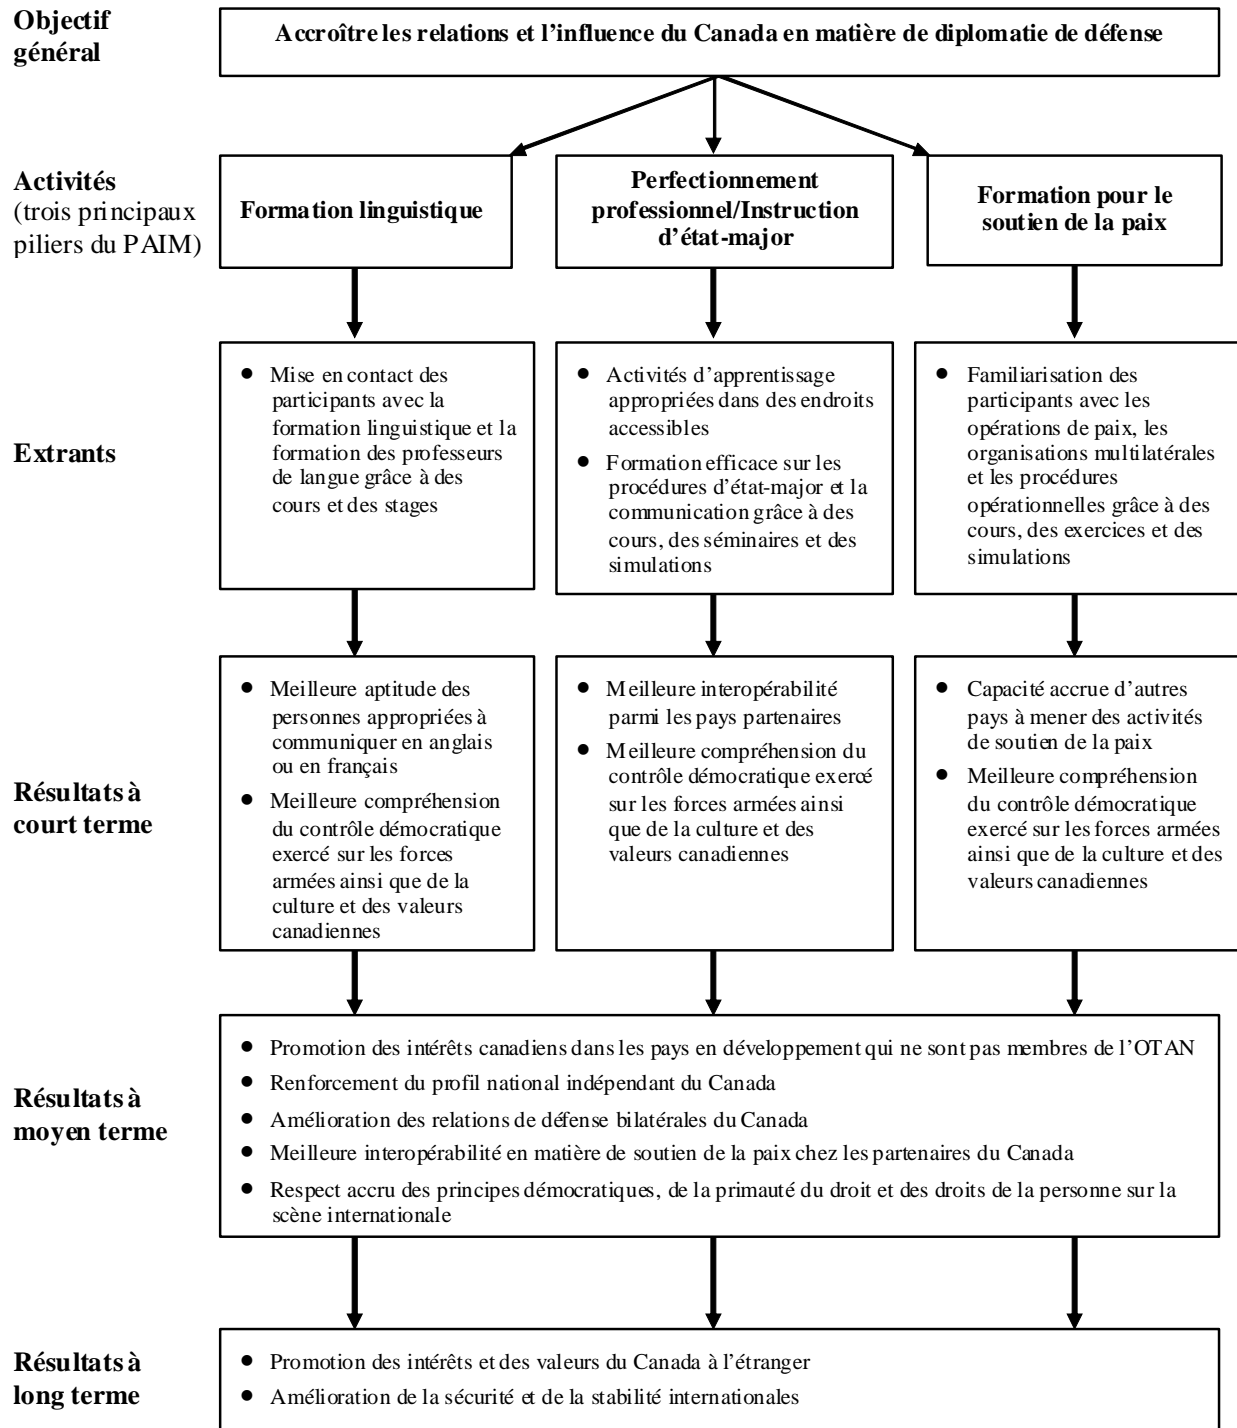 Objectif
général
Accroître les relations et l’influence du Canada en matière de diplomatie de défense
Activités
(trois principaux
piliers du PAIM)
Formation linguistique
Perfectionnement
professionnel/Instruction
d’état-major
Formation pour le
soutien de la paix
Extrants
● Mise en contact des
participants avec la
formation linguistique et la
formation des professeurs
de langue grâce à des
cours et des stages
● Activités d’apprentissage
appropriées dans des endroits
accessibles
● Formation efficace sur les
procédures d’état-major et la
communication grâce à des
cours, des séminaires et des
simulations
● Familiarisation des
participants avec les
opérations de paix, les
organisations multilatérales
et les procédures
opérationnelles grâce à des
cours, des exercices et des
simulations
Résultats à
court terme
● Meilleure aptitude des
personnes appropriées à
communiquer en anglais
ou en français
● Meilleure compréhension
du contrôle démocratique
exercé sur les forces
armées ainsi que de la
culture et des valeurs
canadiennes
● Meilleure interopérabilité
parmi les pays partenaires
● Meilleure compréhension du
contrôle démocratique exercé
sur les forces armées ainsi
que de la culture et des
valeurs canadiennes
● Capacité accrue d’autres
pays à mener des activités
de soutien de la paix
● Meilleure compréhension
du contrôle démocratique
exercé sur les forces armées
ainsi que de la culture et des
valeurs canadiennes
Résultats à
moyen terme
● Promotion des intérêts canadiens dans les pays en développement qui ne sont pas membres de l’OTAN
● Renforcement du profil national indépendant du Canada
● Amélioration des relations de défense bilatérales du Canada
● Meilleure interopérabilité en matière de soutien de la paix chez les partenaires du Canada
● Respect accru des principes démocratiques, de la primauté du droit et des droits de la personne sur la
scène internationale
Résultats à
long terme
● Promotion des intérêts et des valeurs du Canada à l’étranger
● Amélioration de la sécurité et de la stabilité internationales